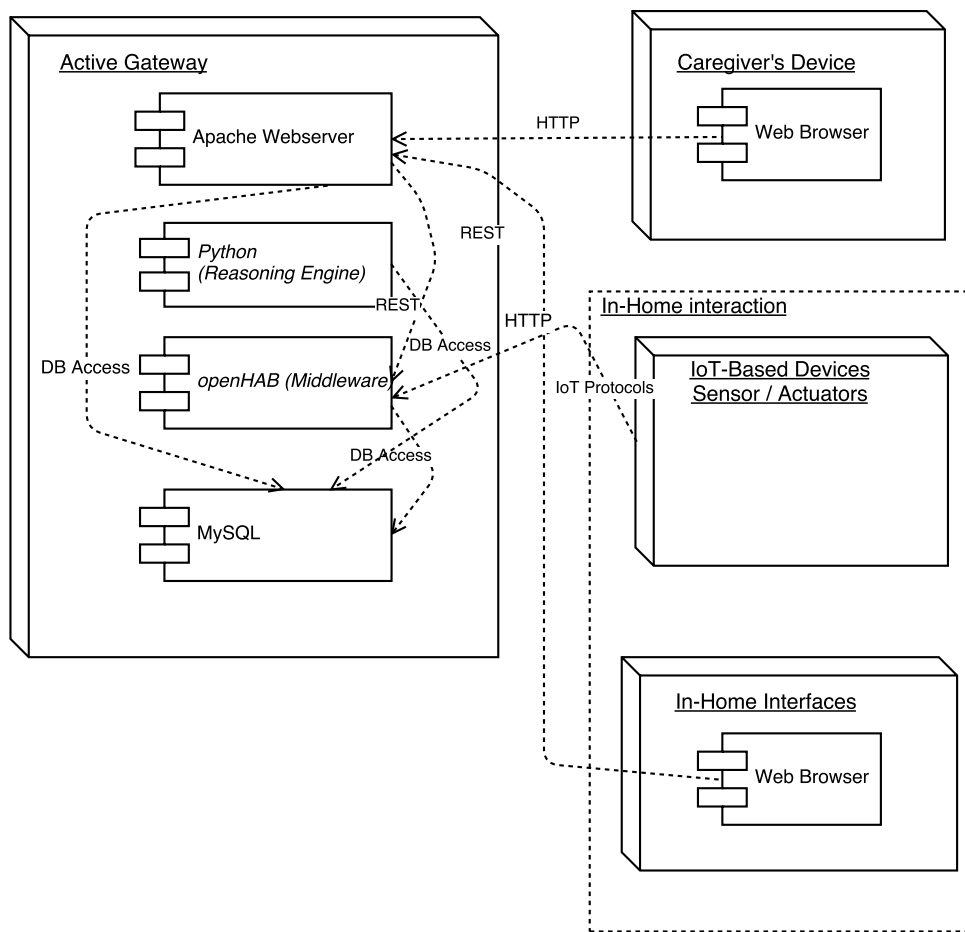 Active Gateway
Apache Webserver
Python
(Reasoning Engine)
openHAB (Middleware)
MySQL
DB Access
REST
DB Access
DB Access
REST
HTTP
HTTP
IoT Protocols
Caregiver's Device
Web Browser
In-Home interaction
IoT-Based Devices
Sensor / Actuators
In-Home Interfaces
Web Browser